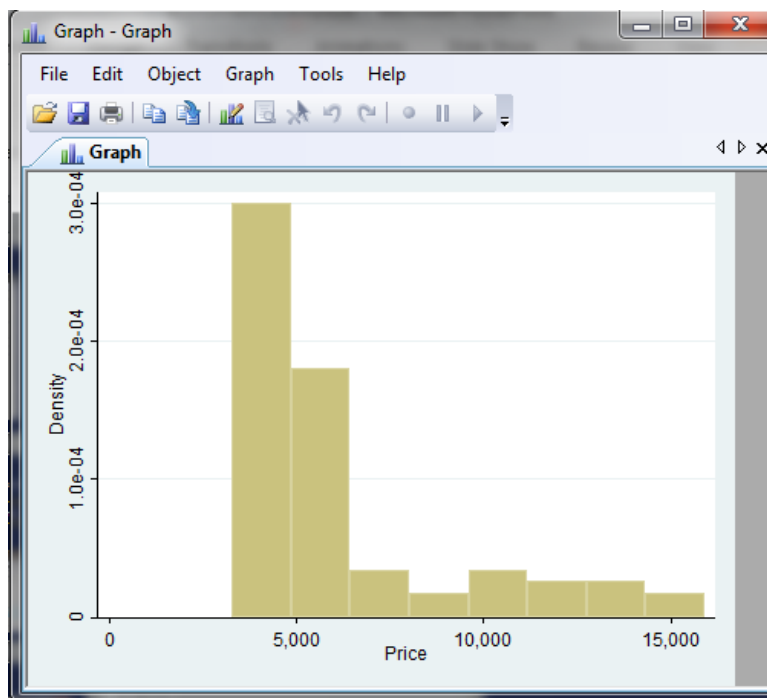 Graph - Graph
File Edit Object Graph Tools Help
Graph
3.0e-04
2.0e-04
1.0e-04
0
Density
0 5,000 10,000 15,000
Price